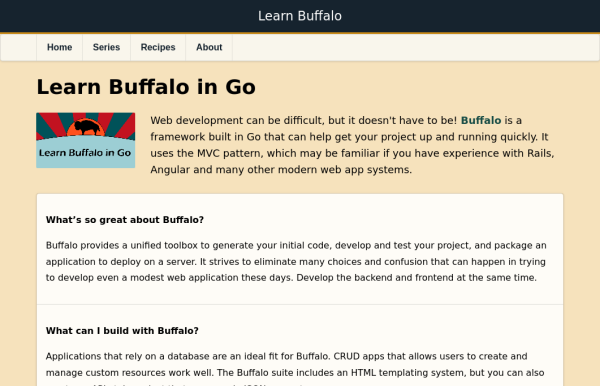 Learn Buffalo
Home Series Recipes About
Learn Buffalo in Go
Learn Buffalo in Go
Web development can be difficult, but it doesn't have to be! Buffalo is a
framework built in Go that can help get your project up and running quickly. It
uses the MVC pattern, which may be familiar if you have experience with Rails,
Angular and many other modern web app systems.
What's so great about Buffalo?
Buffalo provides a unified toolbox to generate your initial code, develop and test your project, and package an
application to deploy on a server. It strives to eliminate many choices and confusion that can happen in trying
to develop even a modest web application these days. Develop the backend and frontend at the same time.
What can I build with Buffalo?
Applications that rely on a database are an ideal fit for Buffalo. CRUD apps that allows users to create and
manage custom resources work well. The Buffalo suite includes an HTML templating system, but you can also